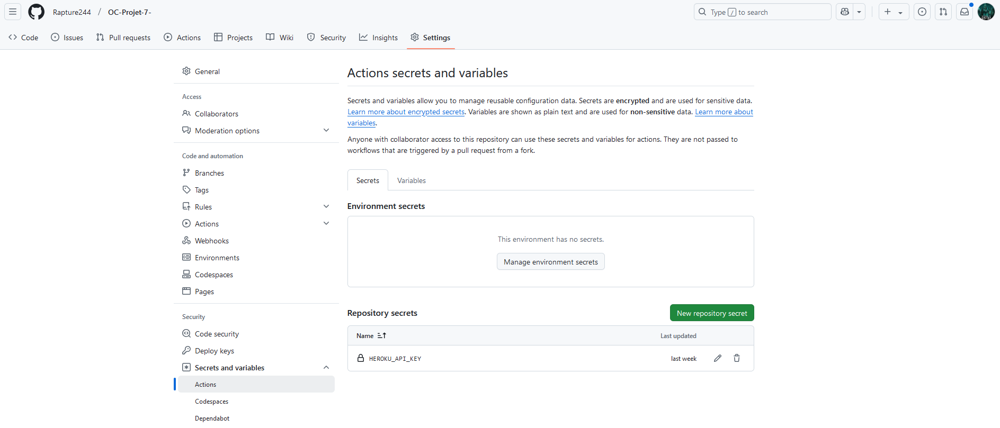 Rapture244 / OC-Projet-7-
Type / to search
Code
Issues
Pull requests
Actions
Projects
Wiki
Security
Insights
Settings
General
Access
Collaborators
Moderation options
Code and automation
Branches
Tags
Rules
Actions
Webhooks
Environments
Codespaces
Pages
Security
Code security
Deploy keys
Secrets and variables
Actions
Codespaces
Dependabot
Actions secrets and variables
Secrets and variables allow you to manage reusable configuration data. Secrets are encrypted and are used for sensitive data.
Learn more about encrypted secrets. Variables are shown as plain text and are used for non-sensitive data. Learn more about
variables.
Anyone with collaborator access to this repository can use these secrets and variables for actions. They are not passed to
workflows that are triggered by a pull request from a fork.
Secrets
Variables
Environment secrets
This environment has no secrets.
Manage environment secrets
Repository secrets
New repository secret
Name
Last updated
HEROKU_API_KEY
last week